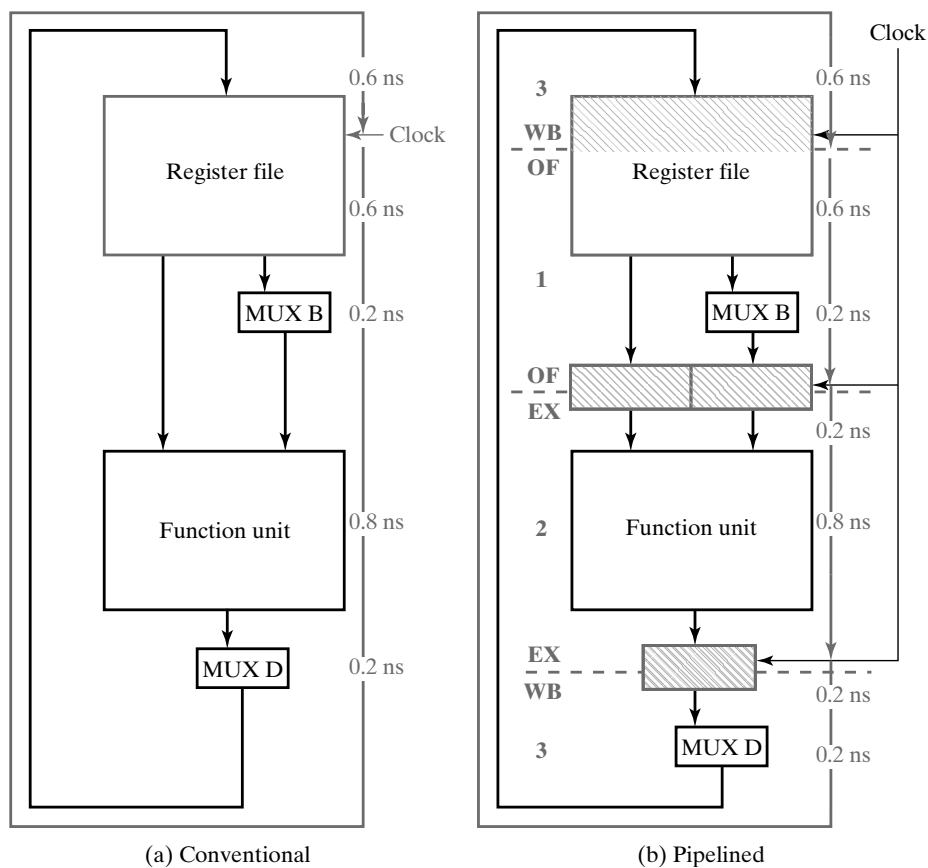 0.6 ns
Clock
Register file
0.6 ns
MUX B
0.2 ns
Function unit
0.8 ns
MUX D
0.2 ns
(a) Conventional
Clock
0.6 ns
3
WB
OF
Register file
0.6 ns
1
MUX B
0.2 ns
OF
EX
0.2 ns
2
Function unit
0.8 ns
EX
WB
0.2 ns
3
MUX D
0.2 ns
(b) Pipelined